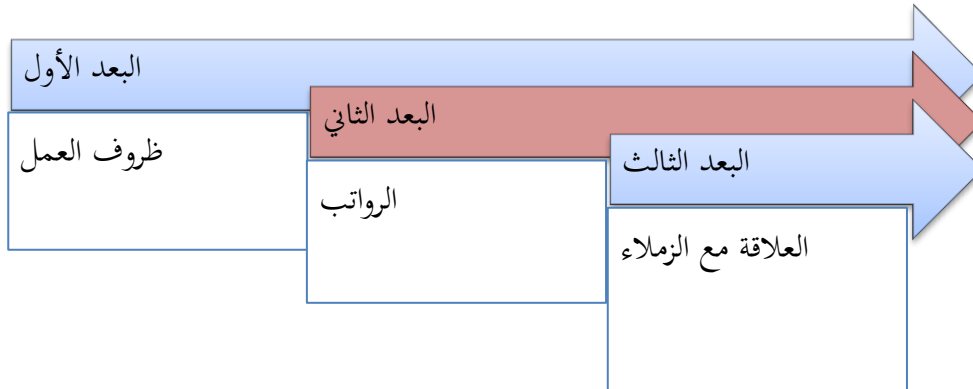 البعد الأول
ظروف العمل
البعد الثاني
الرواتب
البعد الثالث
العلاقة مع الزملاء